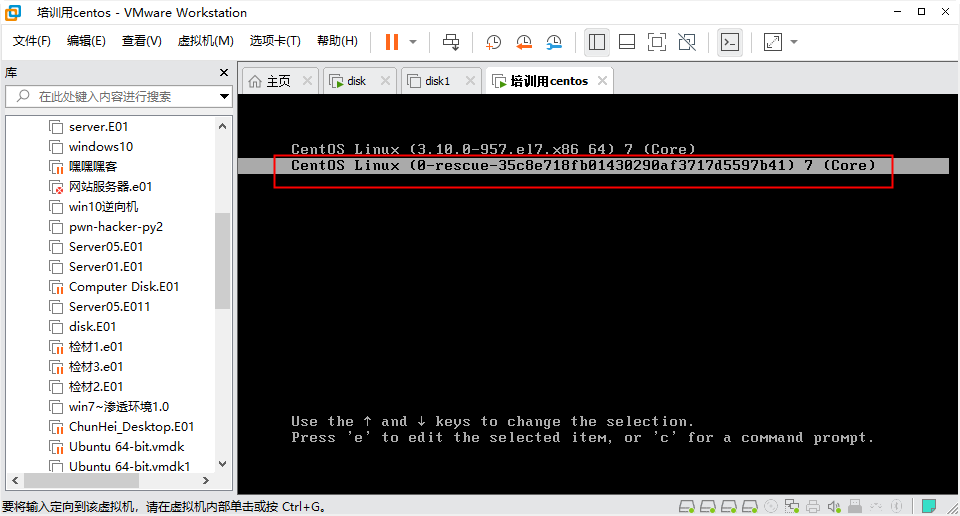 培训用centos - VMware Workstation
文件(F) 编辑(E) 查看(V) 虚拟机(M) 选项卡(T) 帮助(H)
库
在此处键入内容进行搜索
主页 disk disk1 培训用centos
server.E01
windows10
嘿嘿嘿客
网站服务器.e01
win10逆向机
pwn-hacker-py2
Server05.E01
Server01.E01
Computer Disk.E01
Server05.E011
disk.E01
检材1.e01
检材3.e01
检材2.E01
win7~渗透环境1.0
ChunHei_Desktop.E01
Ubuntu 64-bit.vmdk
Ubuntu 64-bit.vmdk1
CentOS Linux (3.10.0-957.el7.x86_64) 7 (Core)
CentOS Linux (0-rescue-35c8e718fb01430290af3717d5597b41) 7 (Core)
Use the ↑ and ↓ keys to change the selection.
Press 'e' to edit the selected item, or 'c' for a command prompt.
要将输入定向到该虚拟机，请在虚拟机内部单击或按 Ctrl+G。